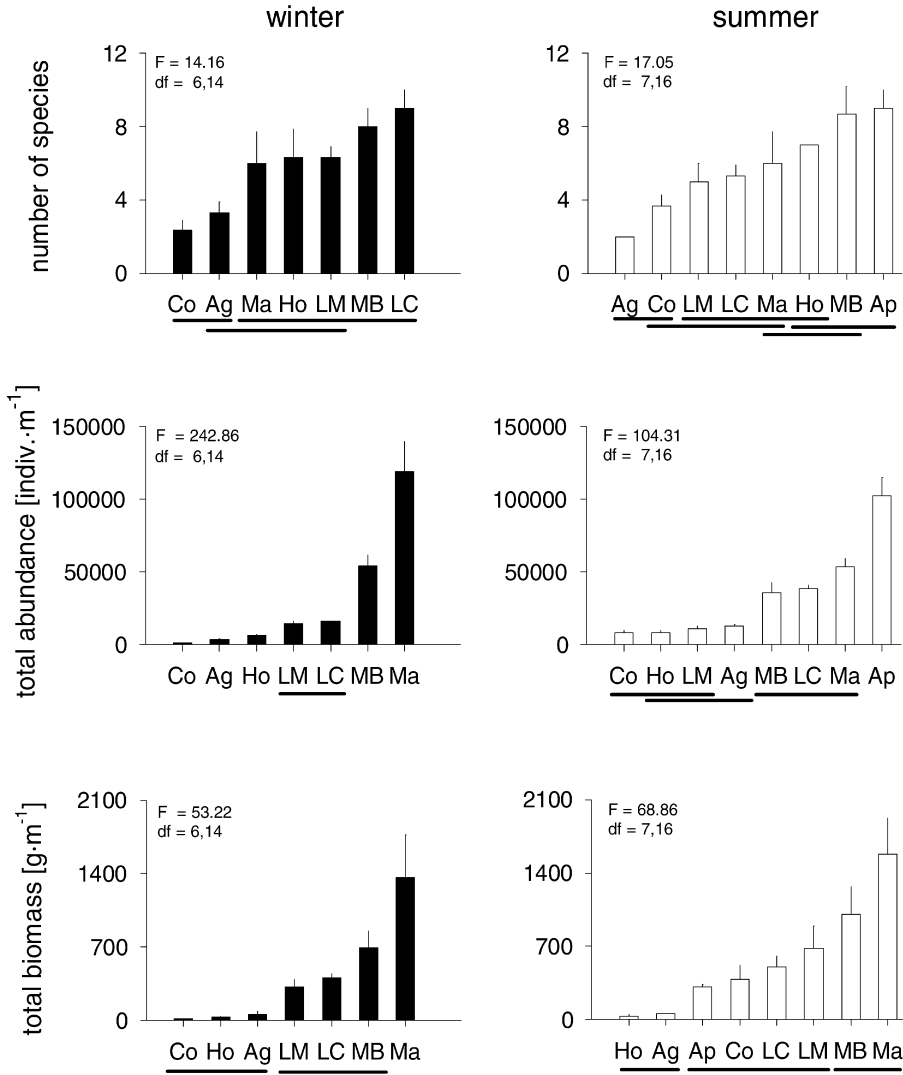 winter
summer
number of species
12
8
4
0
F = 14.16
df = 6,14
Co Ag Ma Ho LM MB LC
12
8
4
0
F = 17.05
df = 7,16
Ag Co LM LC Ma Ho MB Ap
total abundance [indiv.·m⁻¹]
150000
100000
50000
0
F = 242.86
df = 6,14
Co Ag Ho LM LC MB Ma
150000
100000
50000
0
F = 104.31
df = 7,16
Co Ho LM Ag MB LC Ma Ap
total biomass [g·m⁻¹]
2100
1400
700
0
F = 53.22
df = 6,14
Co Ho Ag LM LC MB Ma
2100
1400
700
0
F = 68.86
df = 7,16
Ho Ag Ap Co LC LM MB Ma